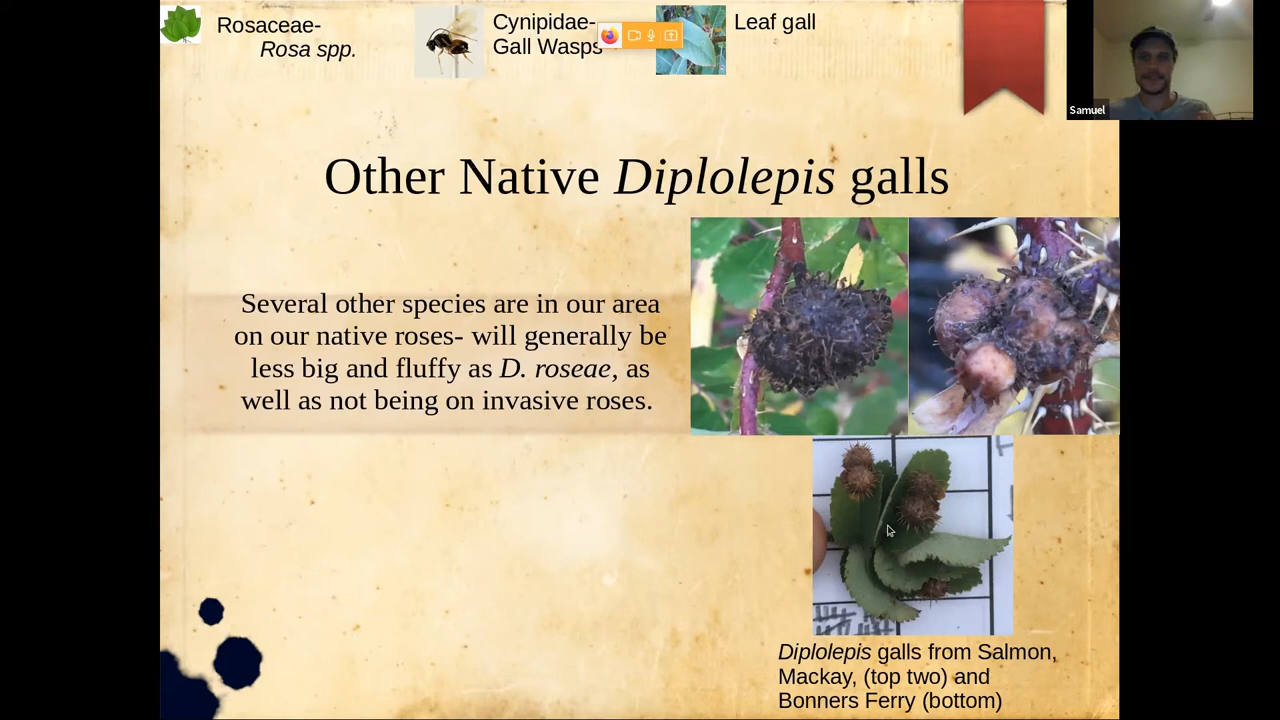 Rosaceae-
Rosa spp.
Cynipidae-
Gall Wasps
Leaf gall
Samuel
Other Native Diplolepis galls
Several other species are in our area
on our native roses- will generally be
less big and fluffy as D. roseae, as
well as not being on invasive roses.
Diplolepis galls from Salmon,
Mackay, (top two) and
Bonners Ferry (bottom)